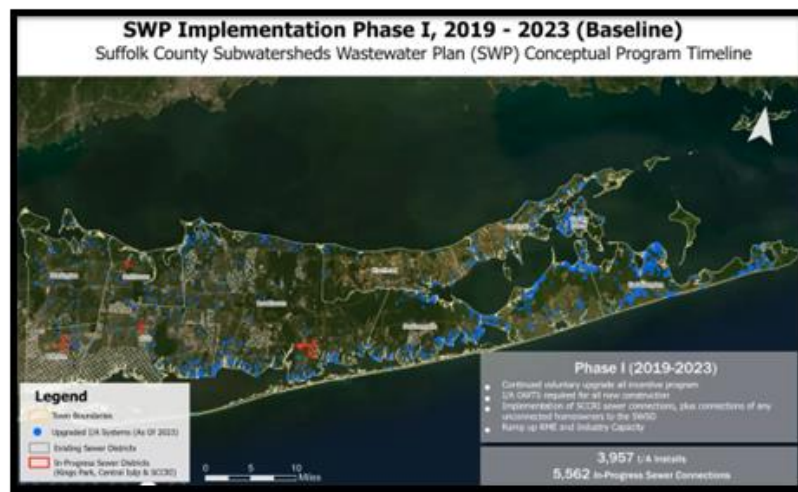 SWP Implementation Phase I, 2019 - 2023 (Baseline)
Suffolk County Subwatersheds Wastewater Plan (SWP) Conceptual Program Timeline
N
Phase I (2019-2023)
Continued voluntary upgrade all incentive program
I/A OWTS required for all new construction
Implementation of SCCRI sewer connections, plus connections of any
unconnected homeowners to the SWSD
Ramp up RME and Industry Capacity
3,957 I/A Installs
5,562 In-Progress Sewer Connections
Legend
Town Boundaries
Upgraded I/A Systems (As Of 2023)
Existing Sewer Districts
In-Progress Sewer Districts
(Kings Park, Central Islip & SCCRI)
0 5 10
Miles